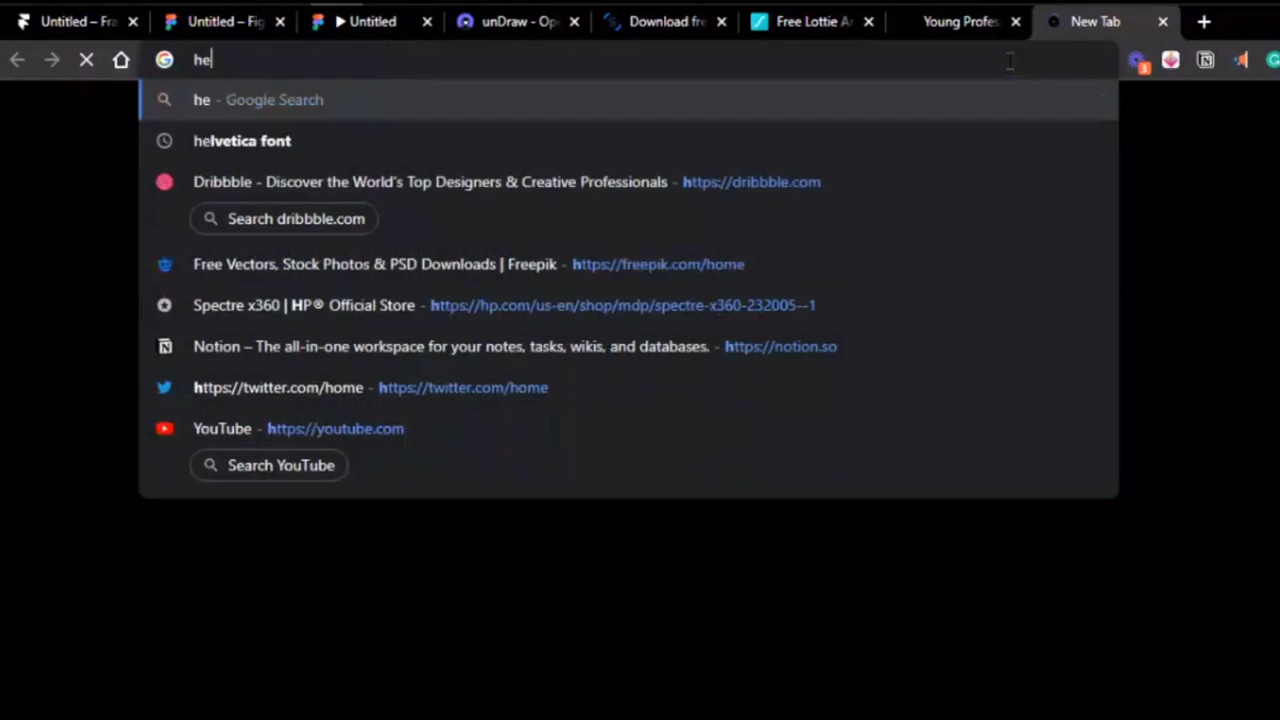 Untitled – Fra
Untitled – Fig
Untitled
unDraw - Ope
Download fre
Free Lottie An
Young Profes
New Tab
he
3
he - Google Search
helvetica font
Dribbble - Discover the World's Top Designers & Creative Professionals - https://dribbble.com
Search dribbble.com
Free Vectors, Stock Photos & PSD Downloads | Freepik - https://freepik.com/home
Spectre x360 | HP® Official Store - https://hp.com/us-en/shop/mdp/spectre-x360-232005--1
Notion – The all-in-one workspace for your notes, tasks, wikis, and databases. - https://notion.so
https://twitter.com/home - https://twitter.com/home
YouTube - https://youtube.com
Search YouTube